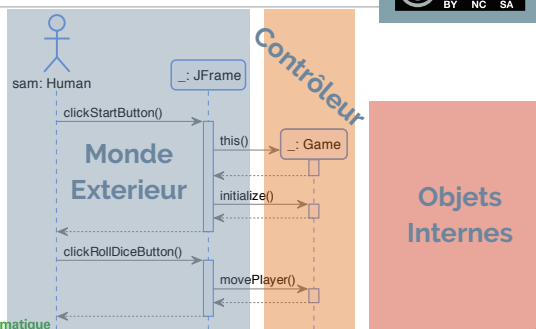 BY NC SA
Contrôleur
sam: Human
_: JFrame
clickStartButton()
this()
_: Game
Monde
Exterieur
initialize()
Objets
Internes
clickRollDiceButton()
movePlayer()
matique